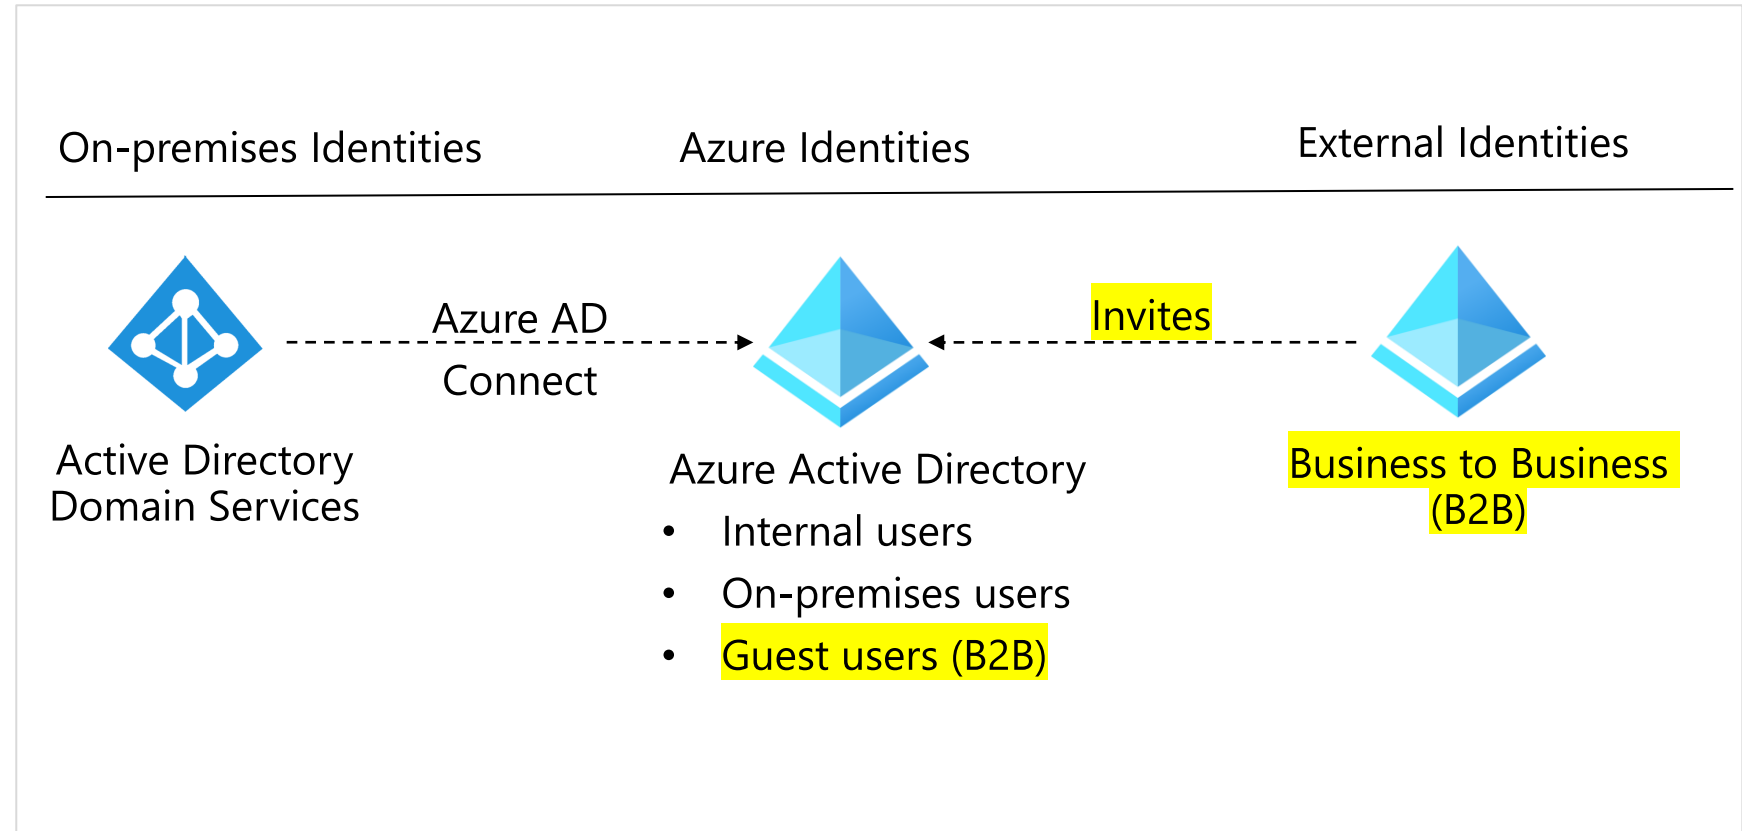 On-premises Identities
Azure Identities
External Identities
Azure AD
Connect
Invites
Active Directory
Domain Services
Azure Active Directory
• Internal users
• On-premises users
• Guest users (B2B)
Business to Business
(B2B)